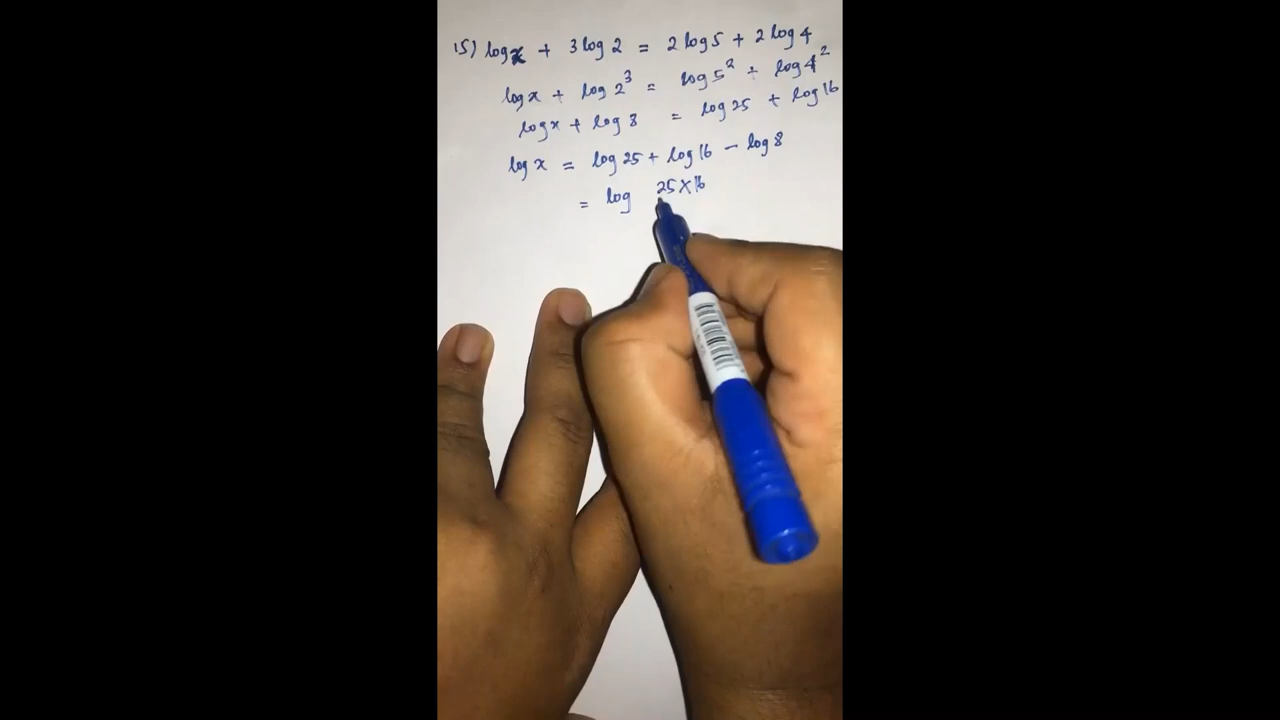 15) log x + 3 log 2 = 2 log 5 + 2 log 4
log x + log 2³ = log 5² + log 4²
log x + log 8 = log 25 + log 16
log x = log 25 + log 16 - log 8
= log 25 × 16